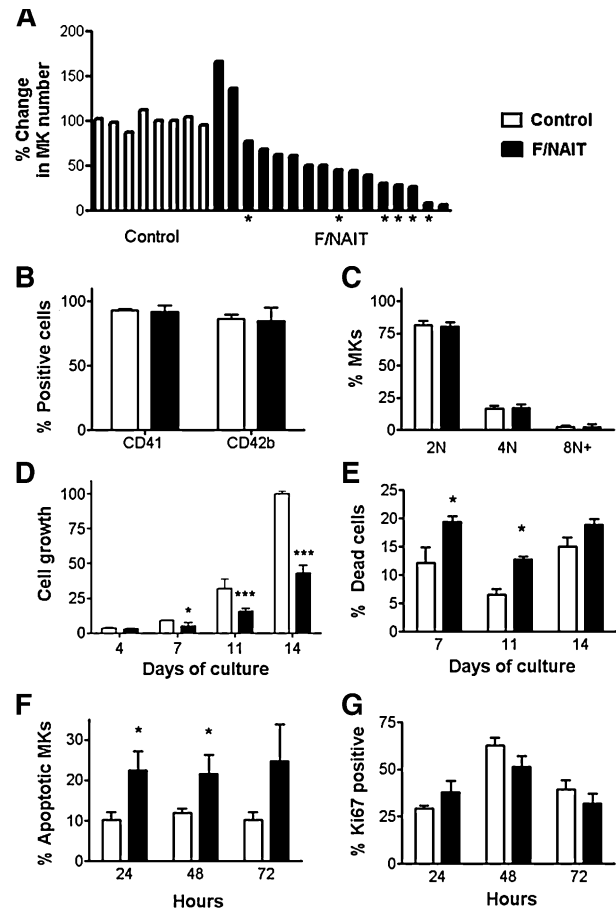 A
% Change
in MK number
200
150
100
50
0
* * * * * *
Control F/NAIT
Control
F/NAIT
B
% Positive cells
100
50
0
CD41 CD42b
C
% MKs
100
75
50
25
0
2N 4N 8N+
D
Cell growth
100
75
50
25
0
* *** ***
4 7 11 14
Days of culture
E
% Dead cells
25
20
15
10
5
0
* *
7 11 14
Days of culture
F
% Apoptotic MKs
30
20
10
0
* *
24 48 72
Hours
G
% Ki67 positive
75
50
25
0
24 48 72
Hours